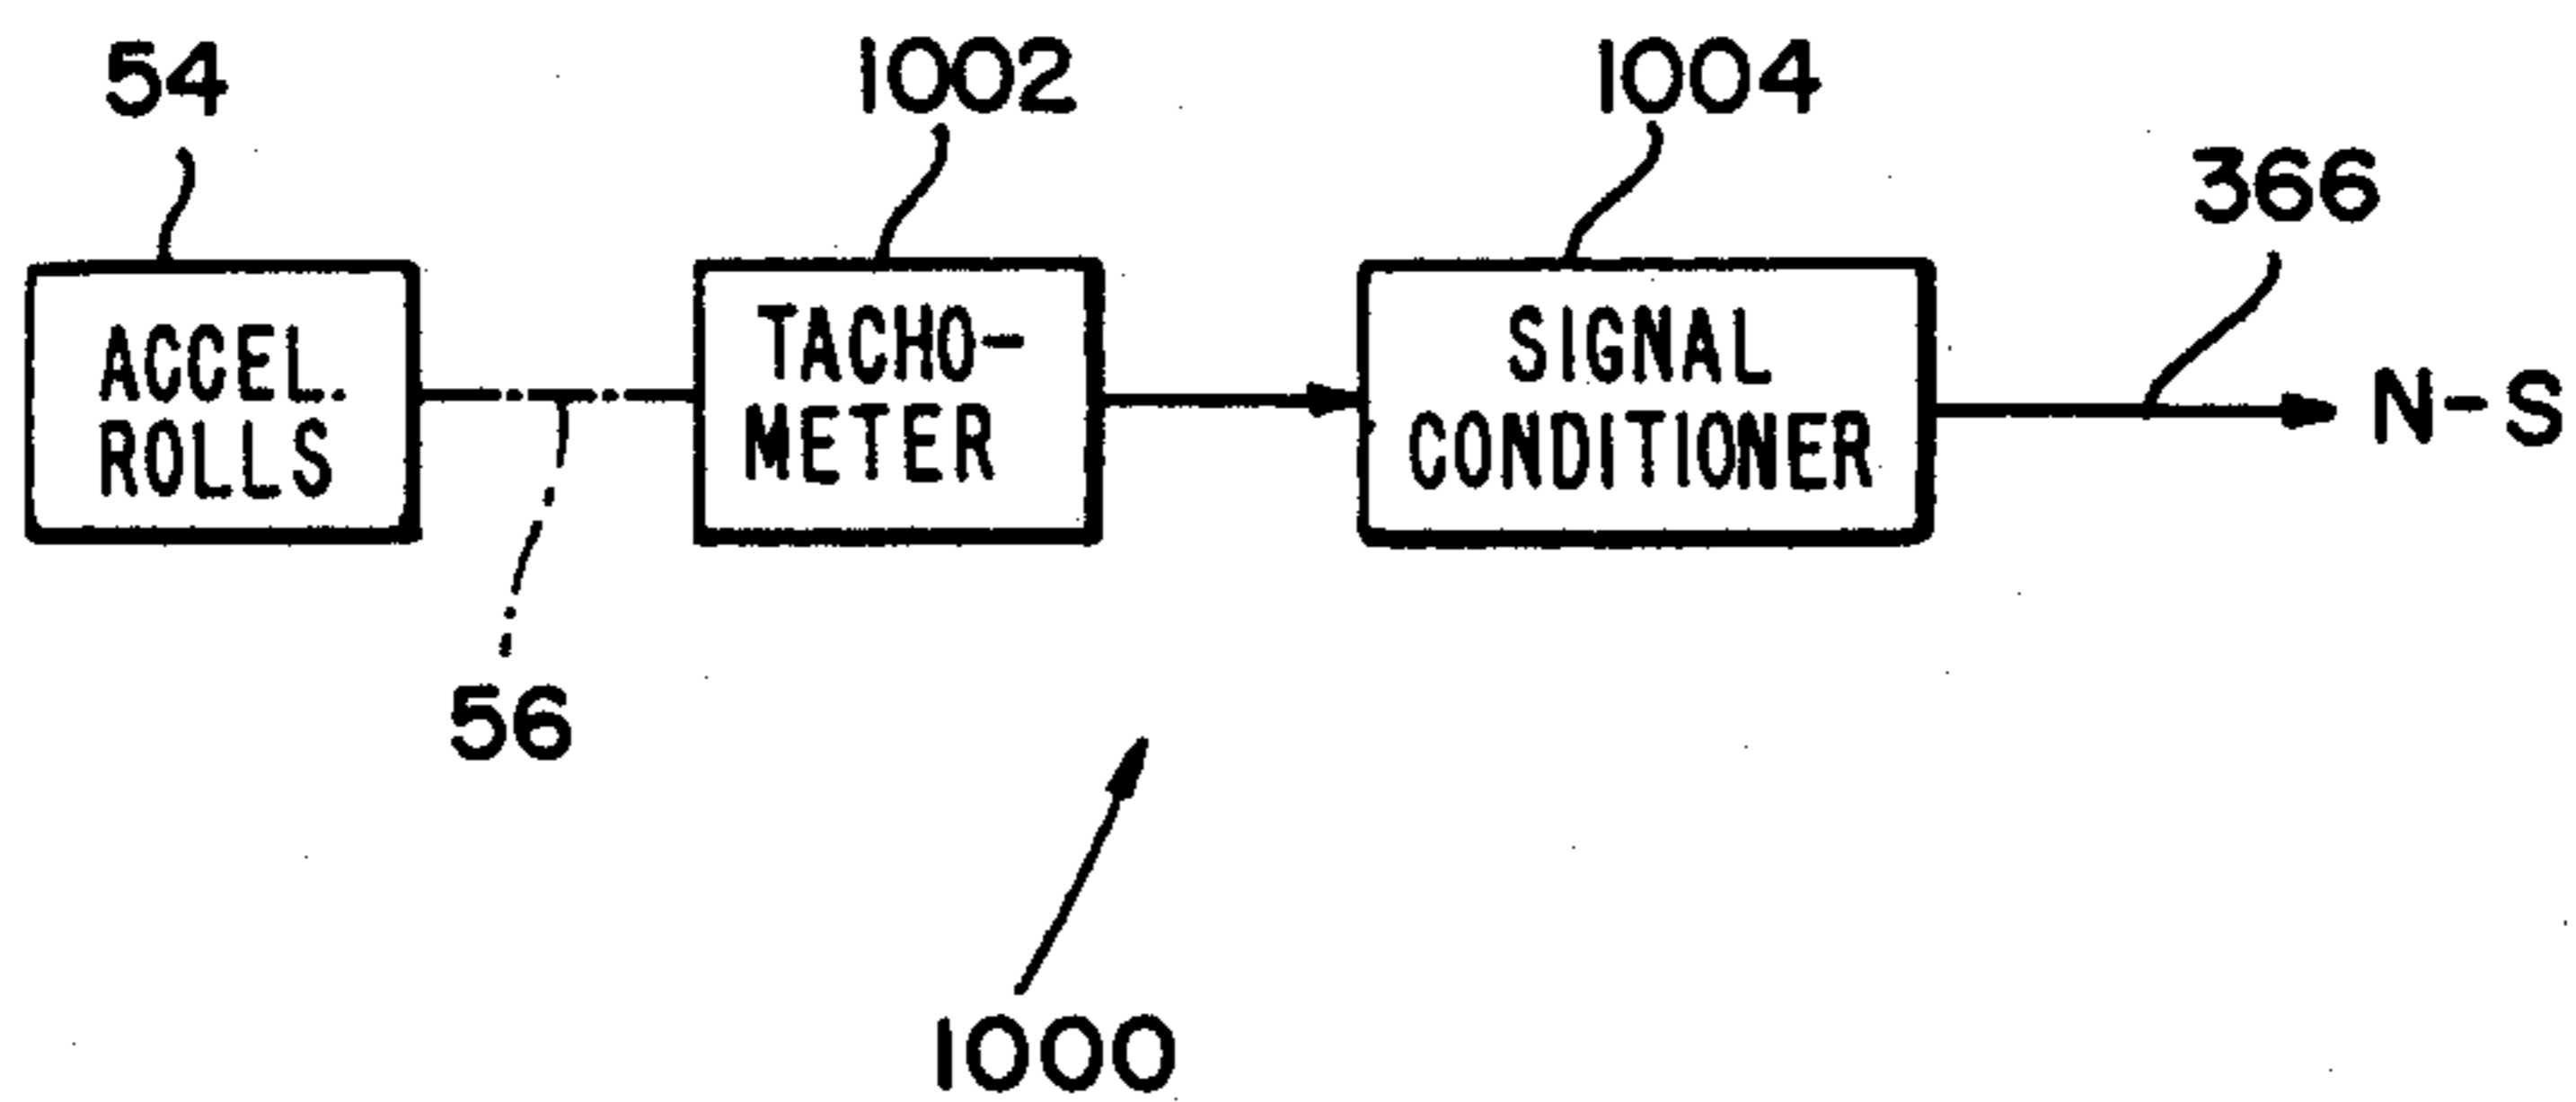 54
1002
1004
366
ACCEL.
ROLLS
TACHO-
METER
SIGNAL
CONDITIONER
N-S
56
1000